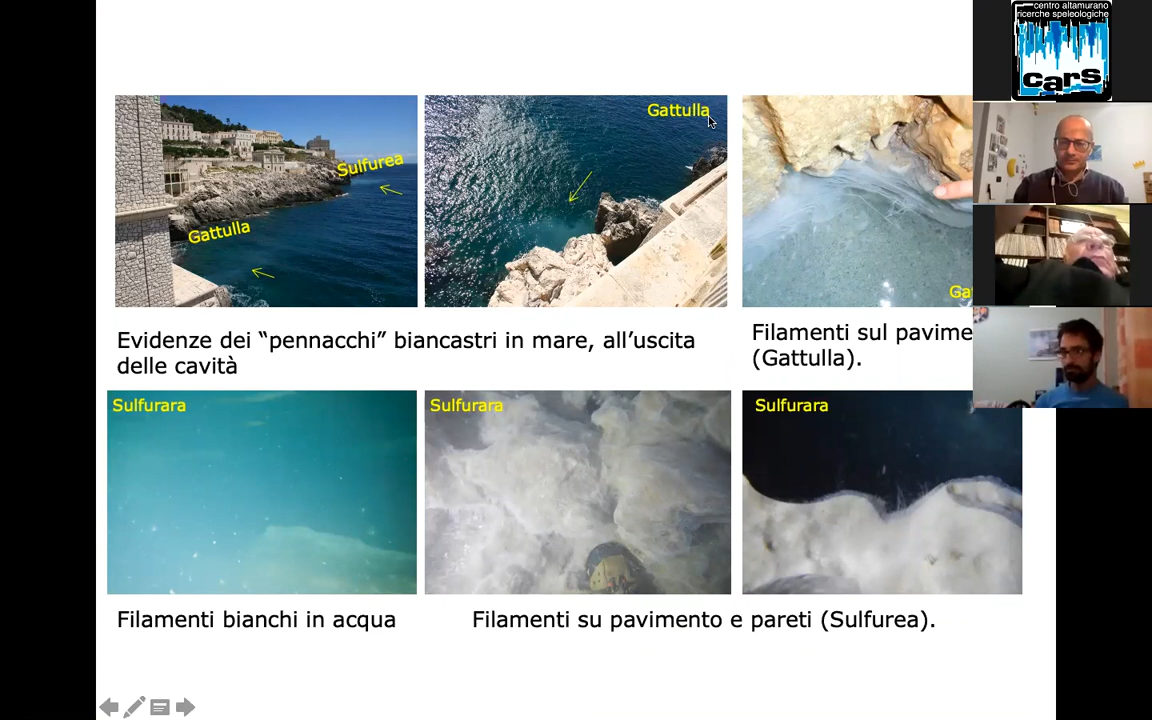 centro altamurano
ricerche speleologiche
cars
Gattulla
Sulfurea
Gattulla
Evidenze dei “pennacchi” biancastri in mare, all’uscita
delle cavità
Filamenti sul pavime
(Gattulla).
Sulfurara
Sulfurara
Sulfurara
Filamenti bianchi in acqua
Filamenti su pavimento e pareti (Sulfurea).